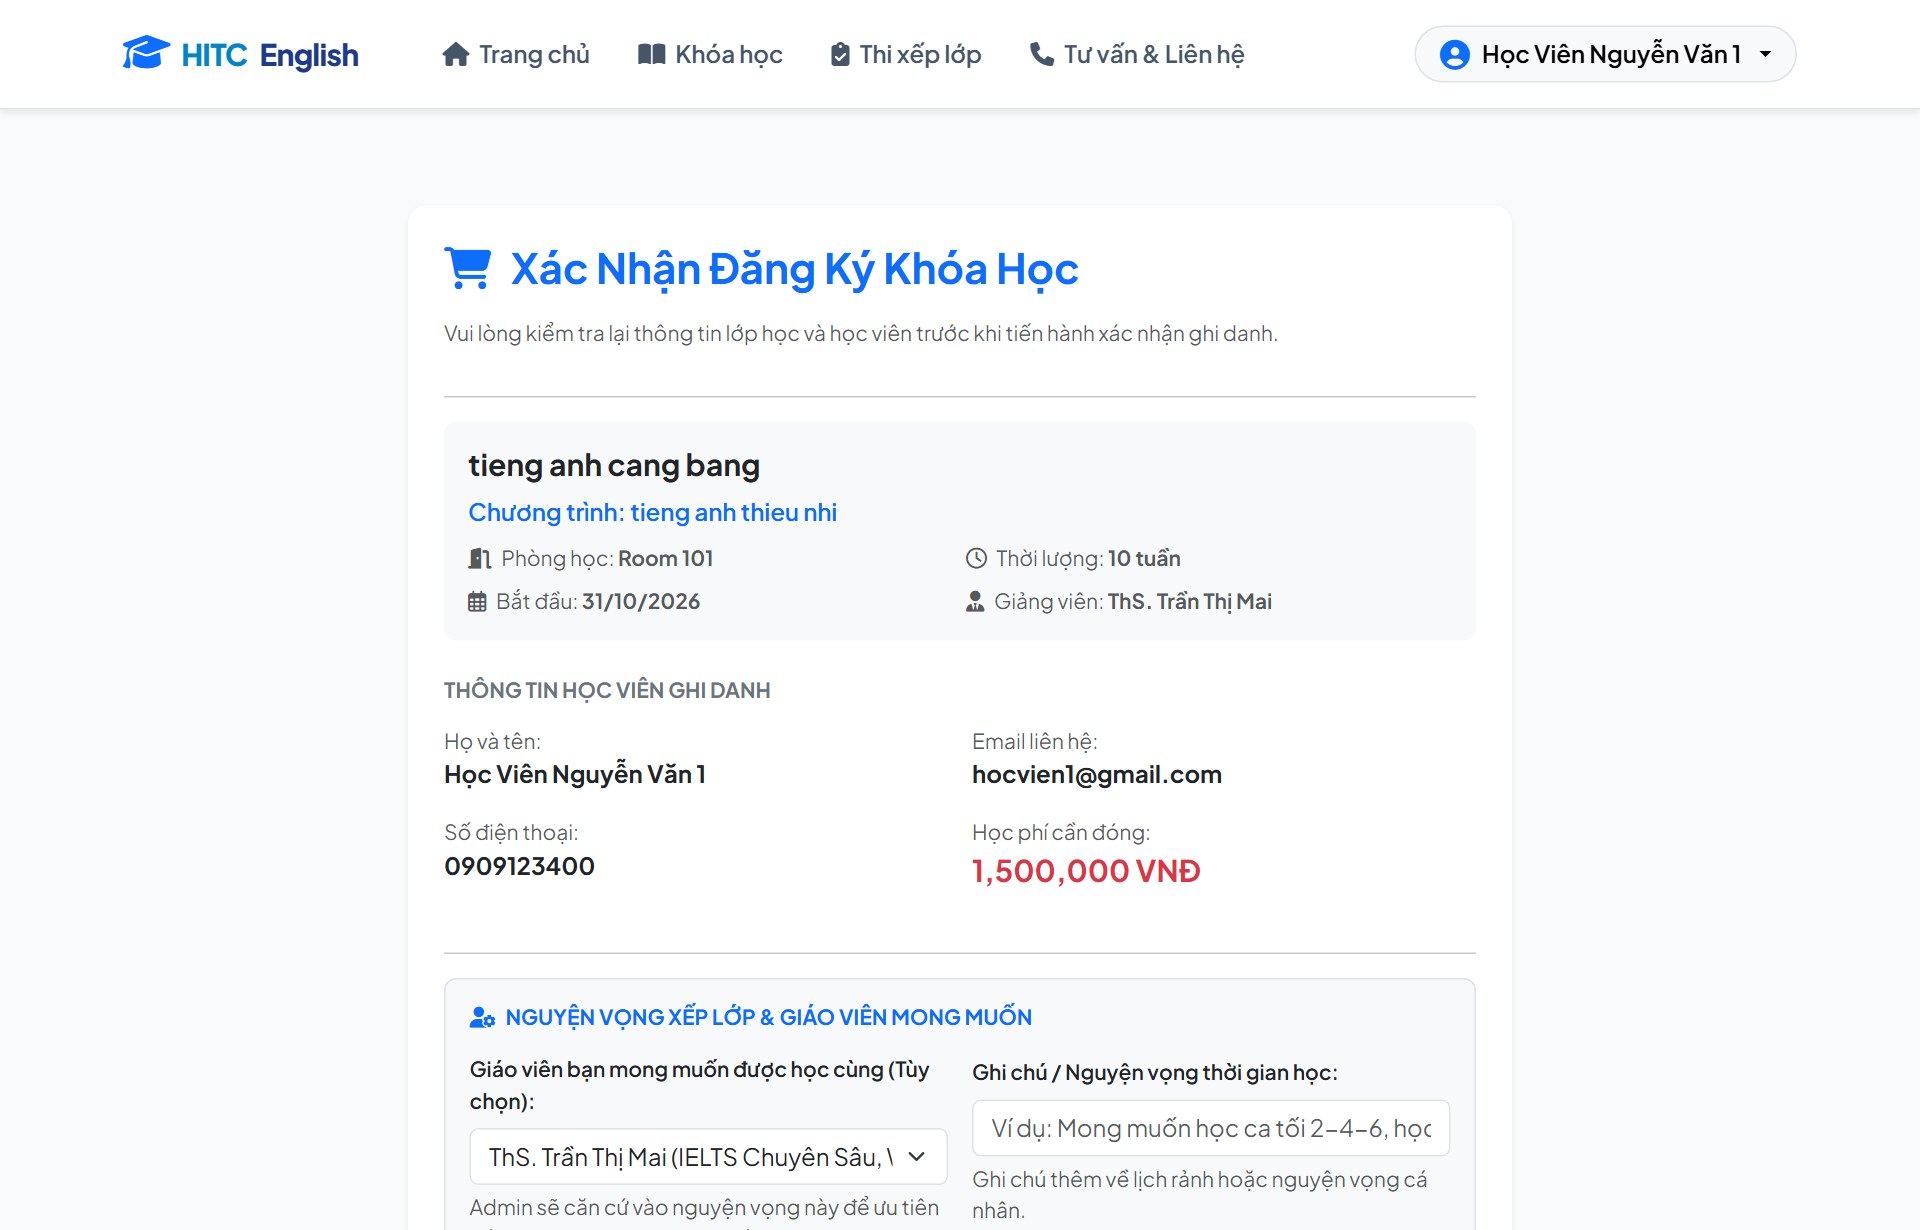 HITC English
Trang chủ
Khóa học
Thi xếp lớp
Tư vấn & Liên hệ
Học Viên Nguyễn Văn 1
Xác Nhận Đăng Ký Khóa Học
Vui lòng kiểm tra lại thông tin lớp học và học viên trước khi tiến hành xác nhận ghi danh.
tieng anh cang bang
Chương trình: tieng anh thieu nhi
Phòng học: Room 101
Thời lượng: 10 tuần
Bắt đầu: 31/10/2026
Giảng viên: ThS. Trần Thị Mai
THÔNG TIN HỌC VIÊN GHI DANH
Họ và tên:
Học Viên Nguyễn Văn 1
Email liên hệ:
hocvien1@gmail.com
Số điện thoại:
0909123400
Học phí cần đóng:
1,500,000 VNĐ
NGUYỆN VỌNG XẾP LỚP & GIÁO VIÊN MONG MUỐN
Giáo viên bạn mong muốn được học cùng (Tùy
chọn):
ThS. Trần Thị Mai (IELTS Chuyên Sâu,
Admin sẽ căn cứ vào nguyện vọng này để ưu tiên
Ghi chú / Nguyện vọng thời gian học:
Ví dụ: Mong muốn học ca tối 2-4-6, học
Ghi chú thêm về lịch rảnh hoặc nguyện vọng cá
nhân.